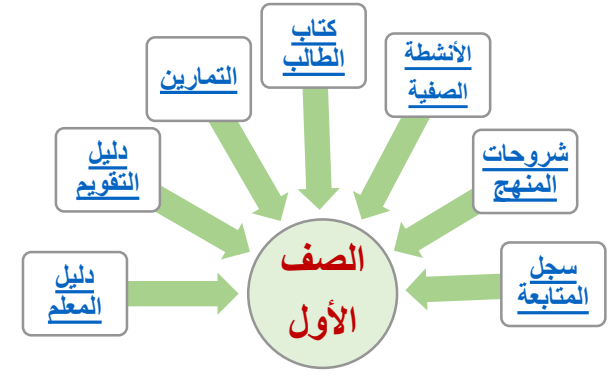 كتاب
الطالب
الأنشطة
الصفية
التمارين
شروحات
المنهج
دليل
التقويم
سجل
المتابعة
دليل
المعلم
الصف
الأول